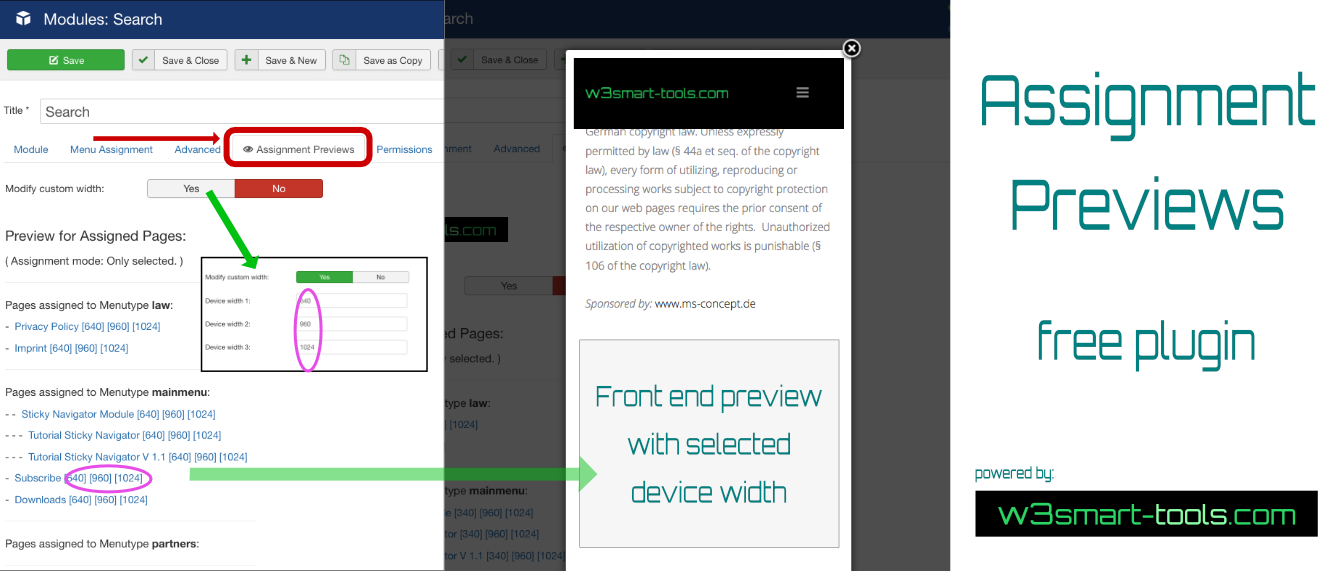 Modules: Search
Save
Save & Close
Save & New
Save as Copy
Title *
Search
Module
Menu Assignment
Advanced
Assignment Previews
Permissions
Modify custom width:
Yes
No
Preview for Assigned Pages:
( Assignment mode: Only selected. )
Pages assigned to Menutype law:
- Privacy Policy [640] [960] [1024]
- Imprint [640] [960] [1024]
Pages assigned to Menutype mainmenu:
- - Sticky Navigator Module [640] [960] [1024]
- - - Tutorial Sticky Navigator [640] [960] [1024]
- - - Tutorial Sticky Navigator V 1.1 [640] [960] [1024]
- Subscribe [640] [960] [1024]
- Downloads [640] [960] [1024]
Pages assigned to Menutype partners:
Modify custom width:
Yes
No
Device width 1:
640
Device width 2:
960
Device width 3:
1024
arch
Save & Close
nment
Advanced
ls.com
Yes
ed Pages:
y selected. )
type law:
[1024]
type mainmenu:
le [340] [960] [1024]
tor [340] [960] [1024]
tor V 1.1 [340] [960]
w3smart-tools.com
German copyright law. Unless expressly
permitted by law (§ 44a et seq. of the copyright
law), every form of utilizing, reproducing or
processing works subject to copyright protection
on our web pages requires the prior consent of
the respective owner of the rights. Unauthorized
utilization of copyrighted works is punishable (§
106 of the copyright law).
Sponsored by: www.ms-concept.de
Front end preview
with selected
device width
Assignment
Previews
free plugin
powered by:
w3smart-tools.com